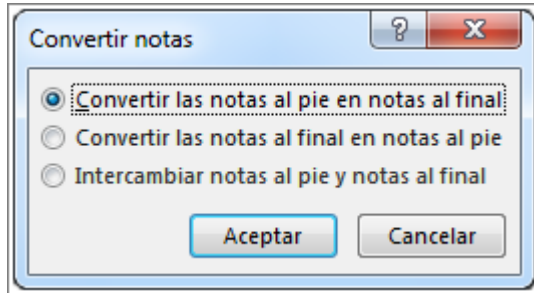 Convertir notas
Convertir las notas al pie en notas al final
Convertir las notas al final en notas al pie
Intercambiar notas al pie y notas al final
Aceptar Cancelar